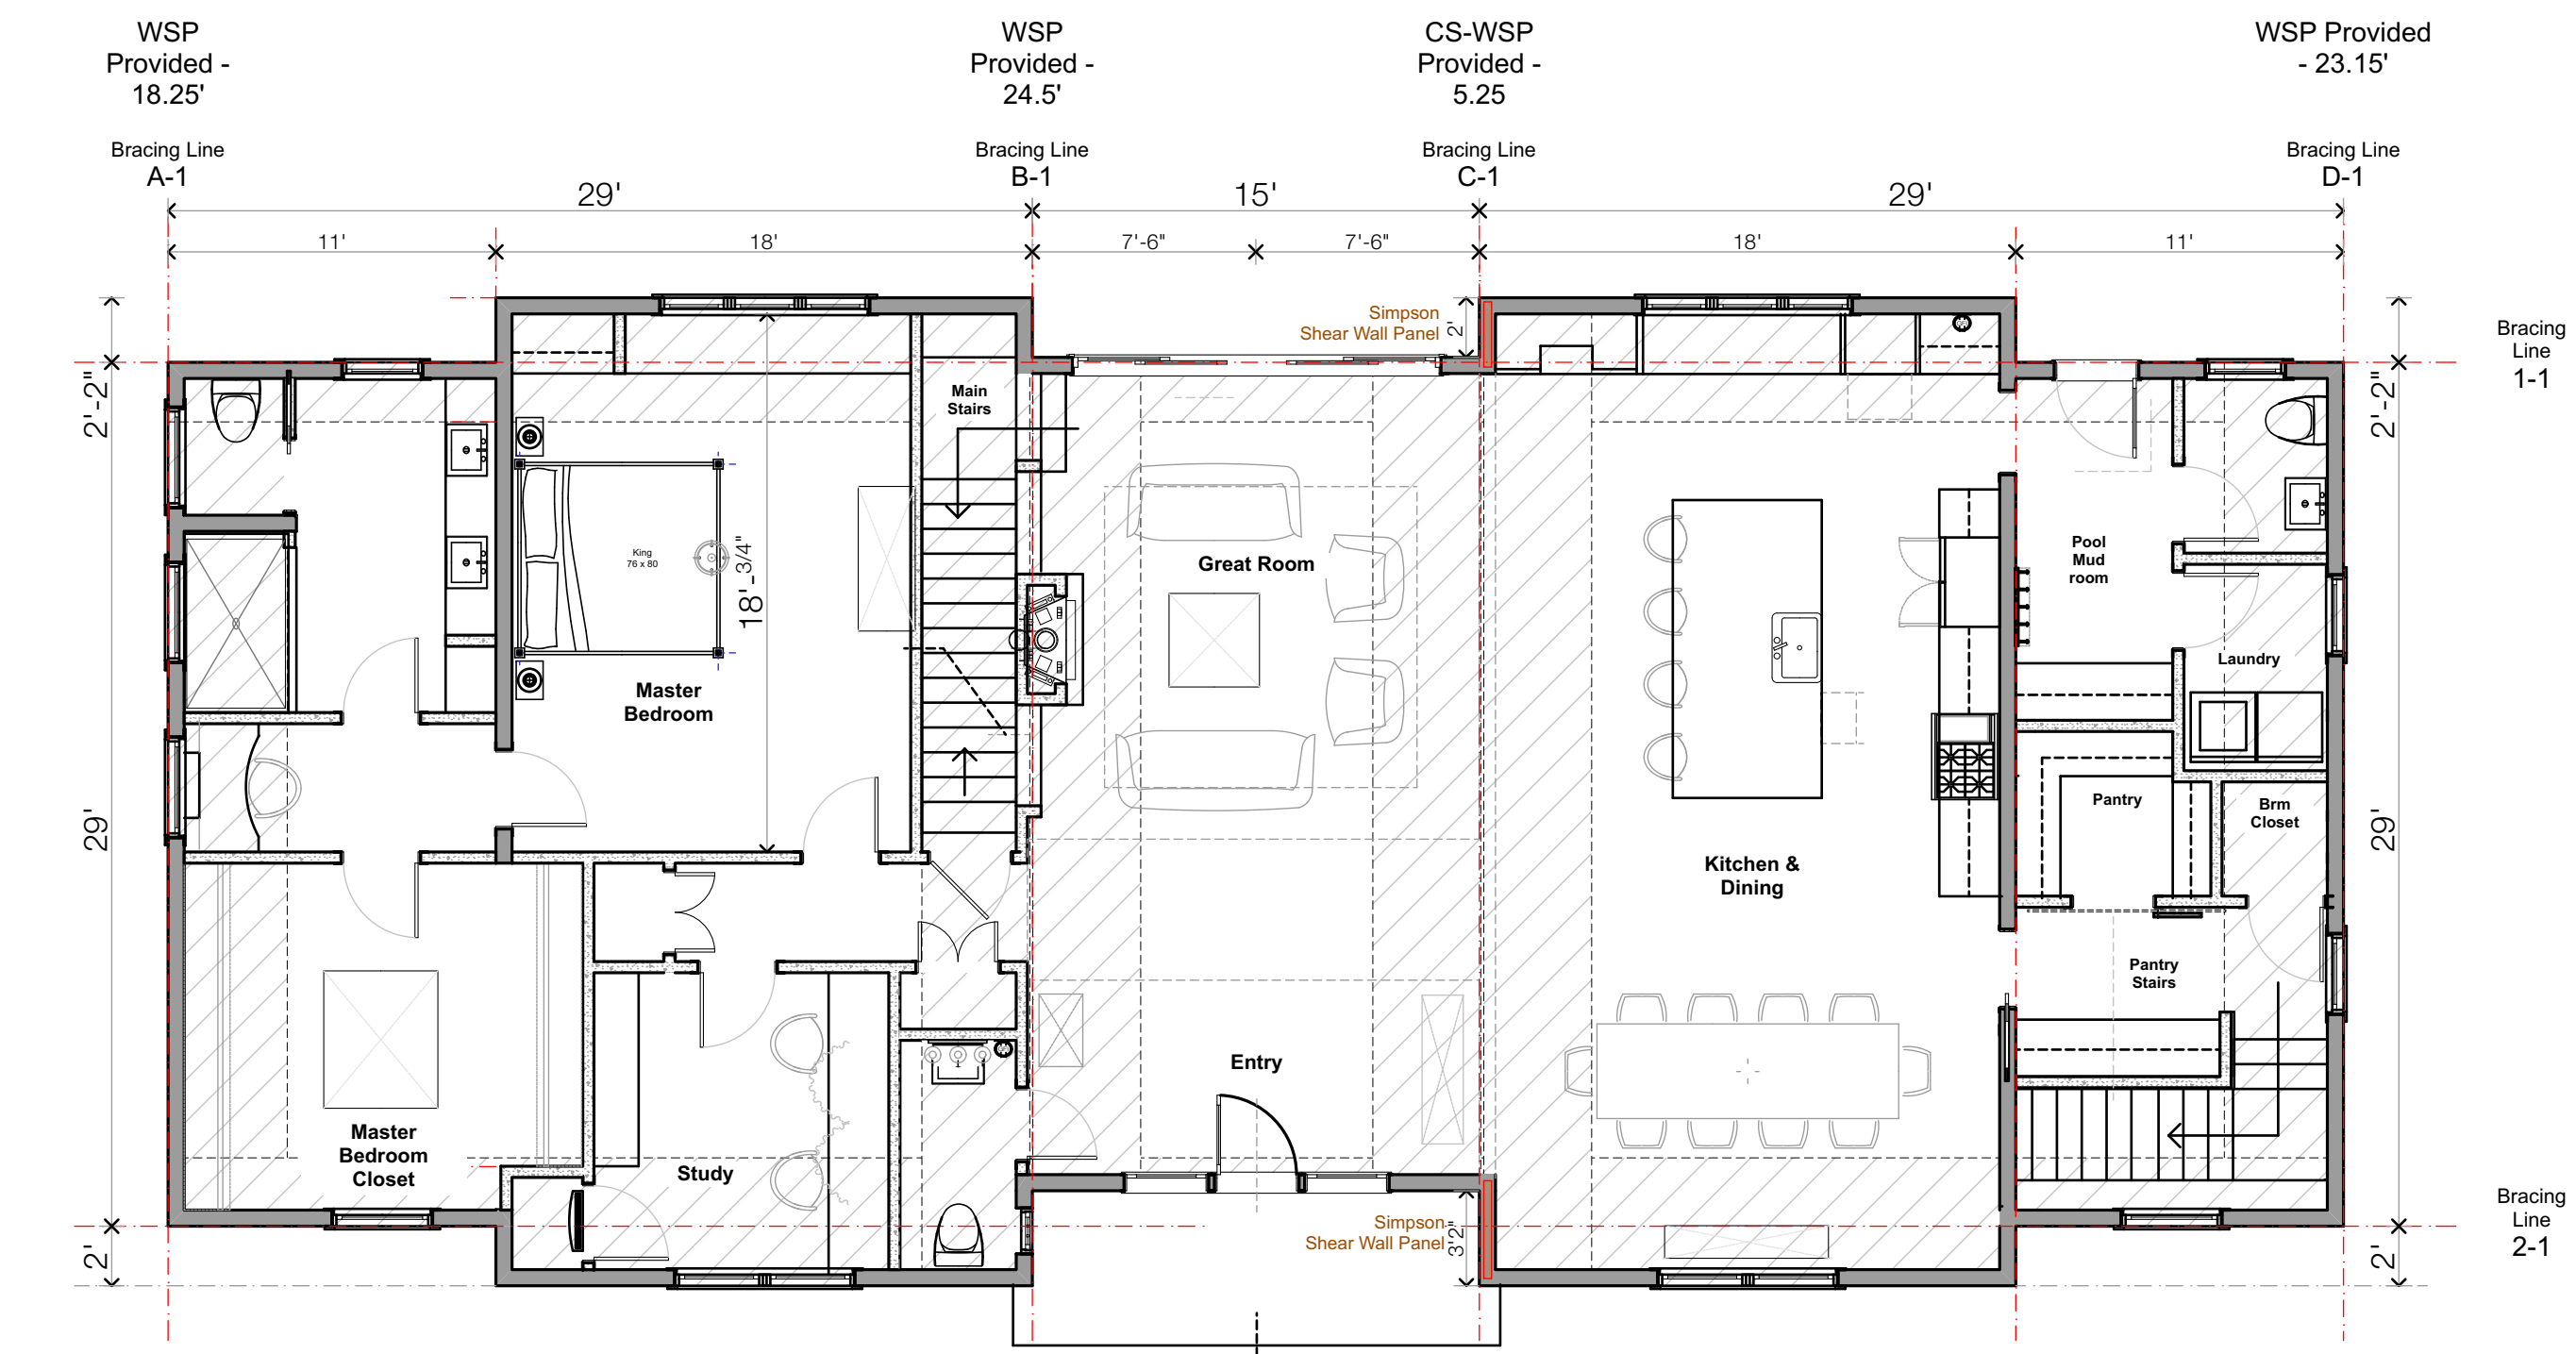 WSP
Provided -
18.25'
WSP
Provided -
24.5'
CS-WSP
Provided -
5.25
WSP Provided
- 23.15'
Bracing Line
A-1
Bracing Line
B-1
Bracing Line
C-1
Bracing Line
D-1
29'
15'
29'
11'
18'
7'-6"
7'-6"
18'
11'
Simpson
Shear Wall Panel
2'
Bracing
Line
1-1
2'-2"
2'-2"
Main
Stairs
King
76 x 80
18'-3/4"
Great Room
Pool
Mud
room
Laundry
Master
Bedroom
Pantry
Brm
Closet
29'
29'
Kitchen &
Dining
Pantry
Stairs
Entry
Master
Bedroom
Closet
Study
Simpson
Shear Wall Panel
3'2"
Bracing
Line
2-1
2'
2'